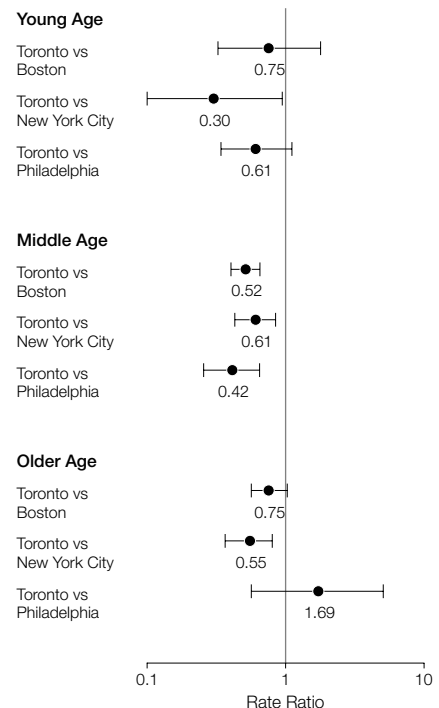 Young Age
Toronto vs
Boston
0.75
Toronto vs
New York City
0.30
Toronto vs
Philadelphia
0.61
Middle Age
Toronto vs
Boston
0.52
Toronto vs
New York City
0.61
Toronto vs
Philadelphia
0.42
Older Age
Toronto vs
Boston
0.75
Toronto vs
New York City
0.55
Toronto vs
Philadelphia
1.69
0.1 1 10
Rate Ratio